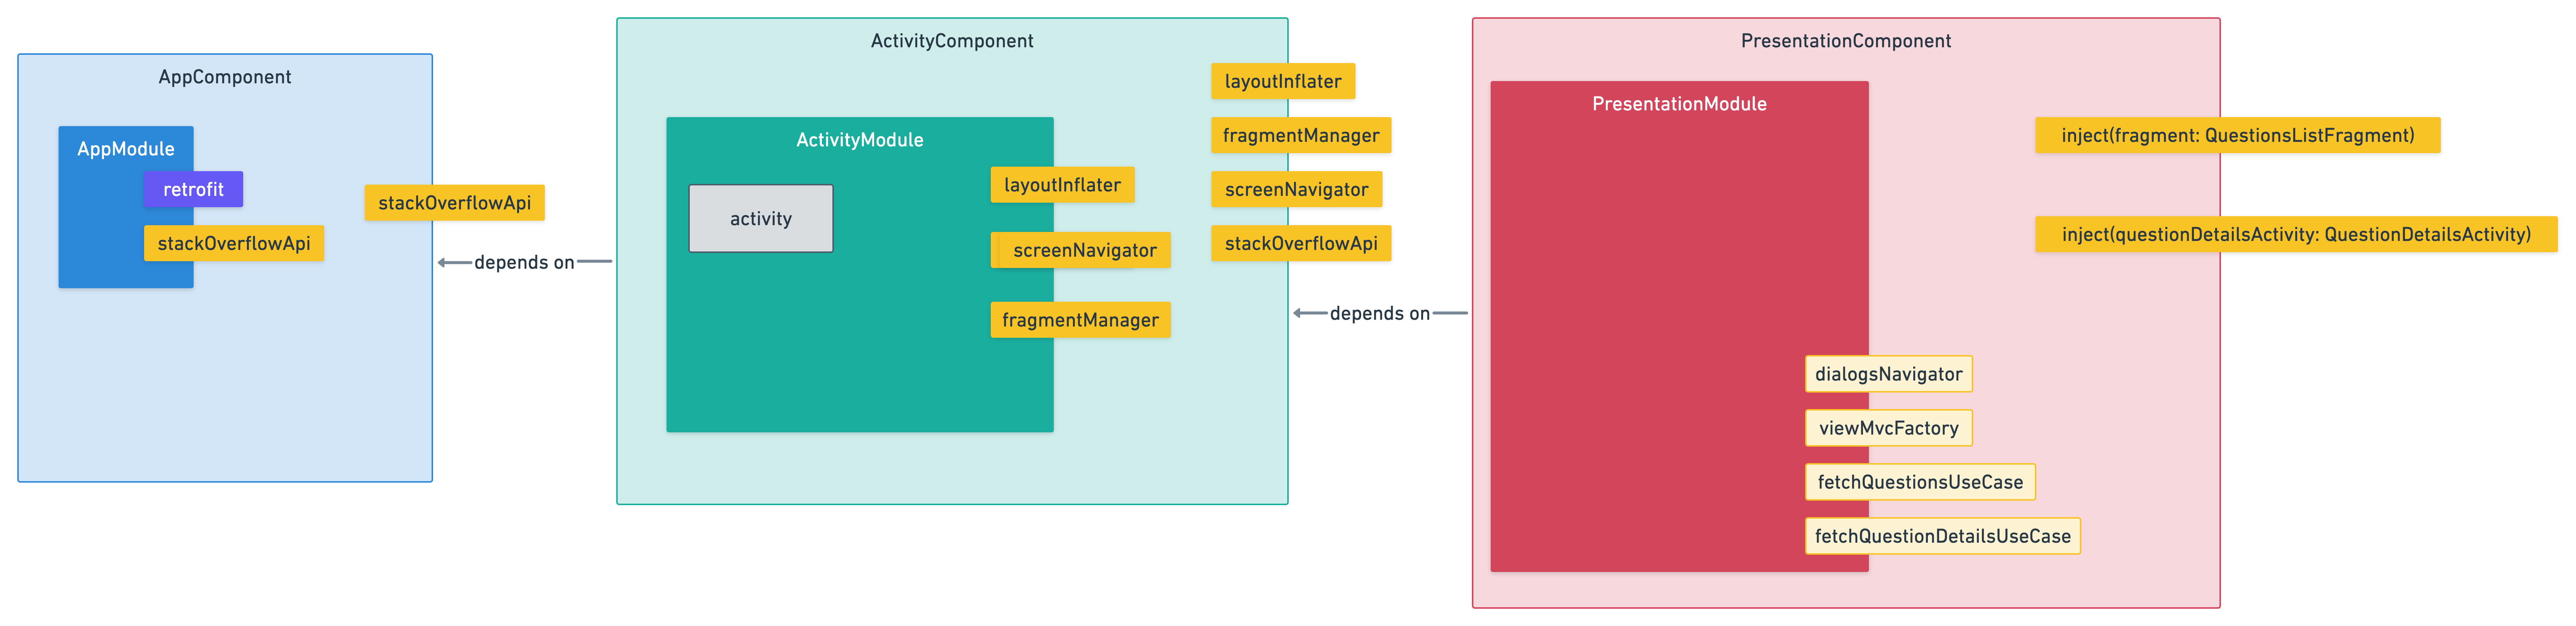 AppComponent
AppModule
retrofit
stackOverflowApi
stackOverflowApi
depends on
ActivityComponent
ActivityModule
activity
layoutInflater
screenNavigator
fragmentManager
layoutInflater
fragmentManager
screenNavigator
stackOverflowApi
depends on
PresentationComponent
PresentationModule
dialogsNavigator
viewMvcFactory
fetchQuestionsUseCase
fetchQuestionDetailsUseCase
inject(fragment: QuestionsListFragment)
inject(questionDetailsActivity: QuestionDetailsActivity)